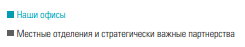 Наши офисы
Местные отделения и стратегически важные партнерства